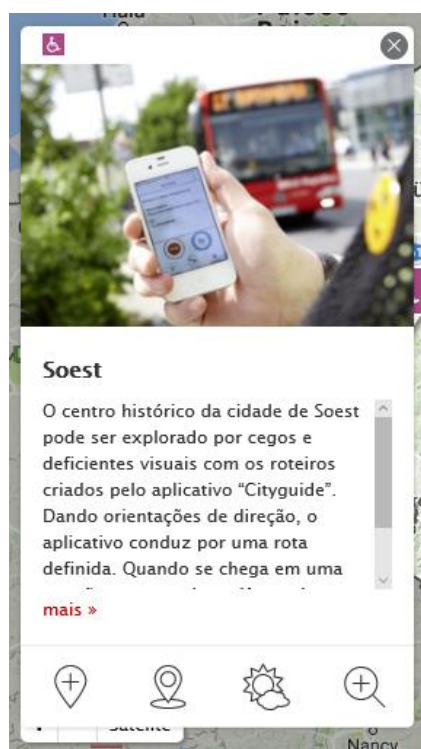 Soest
O centro histórico da cidade de Soest
pode ser explorado por cegos e
deficientes visuais com os roteiros
criados pelo aplicativo “Cityguide”.
Dando orientações de direção, o
aplicativo conduz por uma rota
definida. Quando se chega em uma
mais »
Nancy